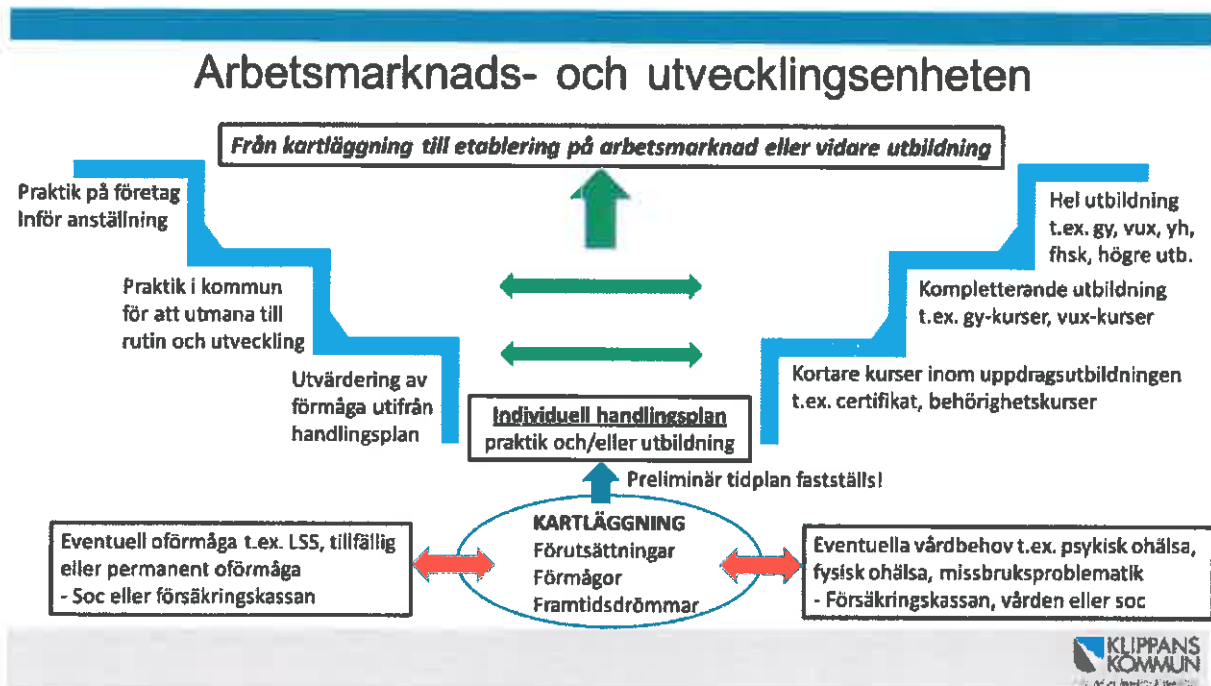 Arbetsmarknads- och utvecklingsenheten
Från kartläggning till etablering på arbetsmarknad eller vidare utbildning
Praktik på företag
Inför anställning
Praktik i kommun
för att utmana till
rutin och utveckling
Utvärdering av
förmåga utifrån
handlingsplan
Hel utbildning
t.ex. gy, vux, yh,
fhsk, högre utb.
Kompletterande utbildning
t.ex. gy-kurser, vux-kurser
Kortare kurser inom uppdragsutbildningen
t.ex. certifikat, behörighetskurser
Individuell handlingsplan
praktik och/eller utbildning
Preliminär tidplan fastställs!
KARTLÄGGNING
Förutsättningar
Förmågor
Framtidsdrömmar
Eventuell oförmåga t.ex. LSS, tillfällig
eller permanent oförmåga
- Soc eller försäkringskassan
Eventuella vårdbehov t.ex. psykisk ohälsa,
fysisk ohälsa, missbruksproblematik
- Försäkringskassan, vården eller soc
KLIPPANS
KOMMUN